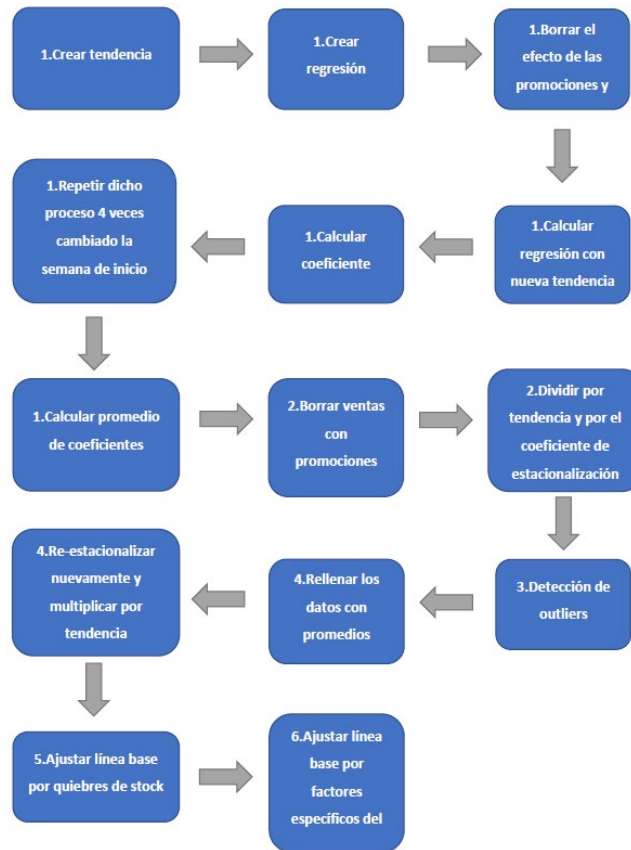 1.Crear tendencia
1.Crear
regresión
1.Borrar el
efecto de las
promociones y
1.Calcular
regresión con
nueva tendencia
1.Calcular
coeficiente
1.Repetir dicho
proceso 4 veces
cambiado la
semana de inicio
1.Calcular promedio
de coeficientes
2.Borrar ventas
con
promociones
2.Dividir por
tendencia y por el
coeficiente de
estacionalización
3.Detección de
outliers
4.Rellenar los
datos con
promedios
4.Re-estacionalizar
nuevamente y
multiplicar por
tendencia
5.Ajustar línea base
por quiebres de stock
6.Ajustar línea
base por
factores
específicos del